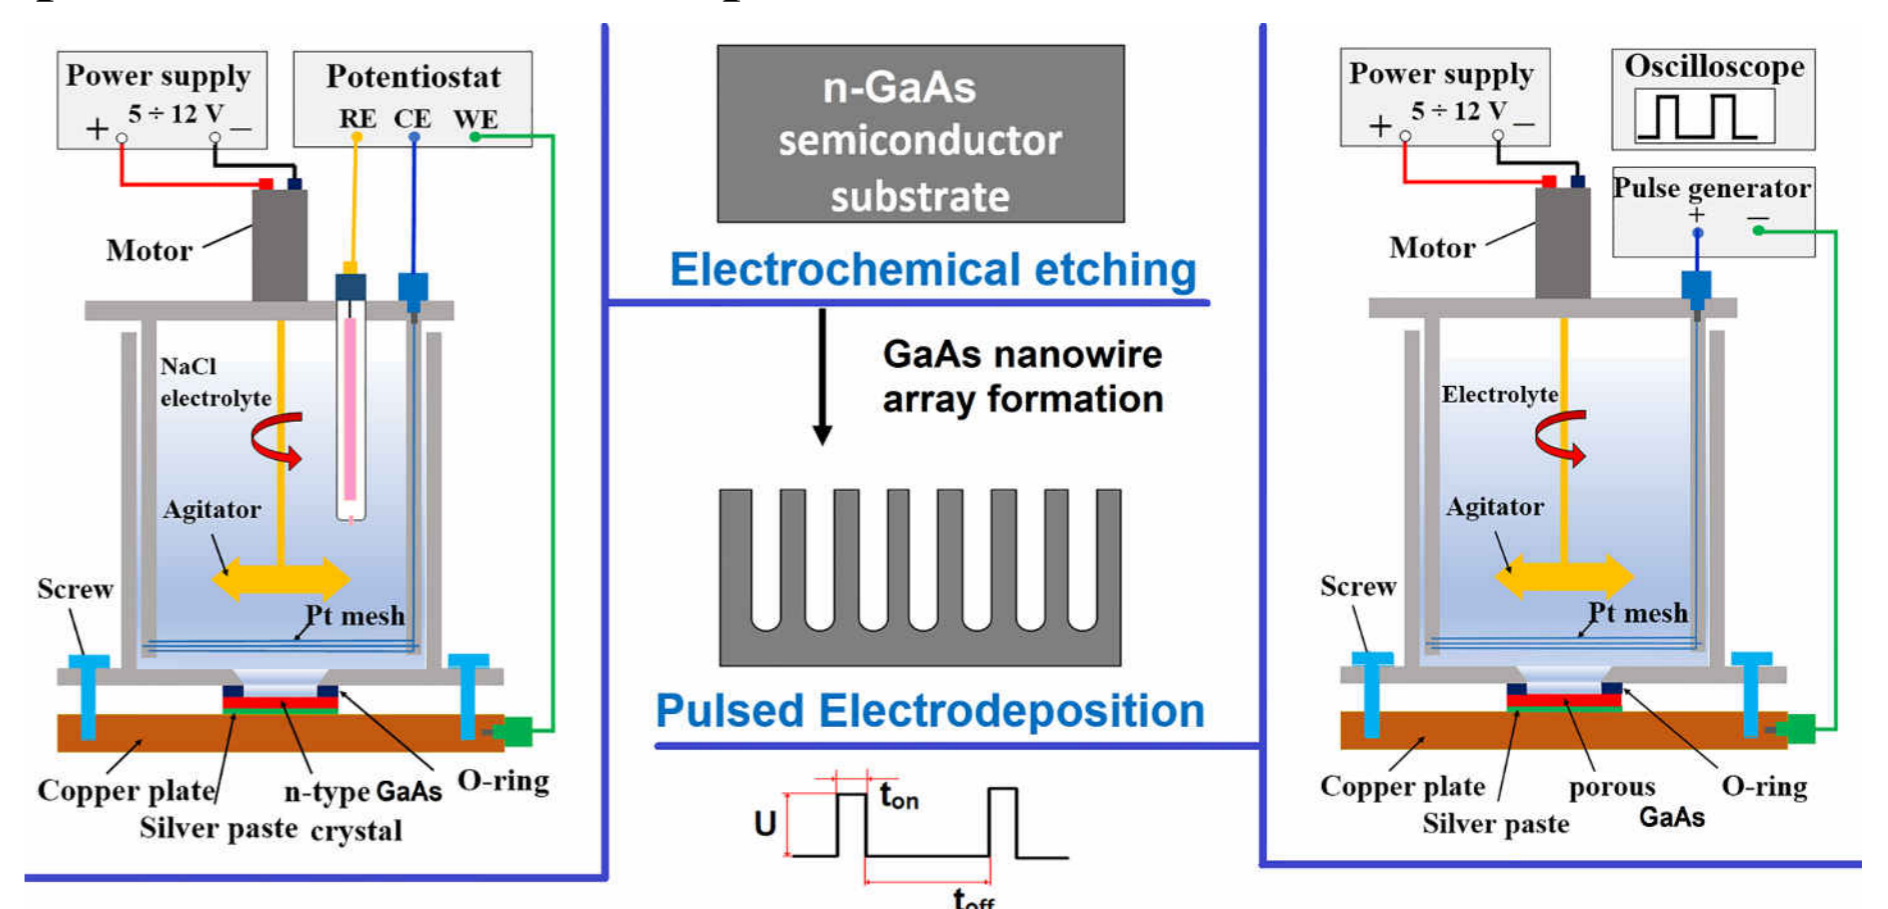 Power supply
5 ÷ 12 V
+ −
Potentiostat
RE CE WE
Motor
NaCl
electrolyte
Agitator
Screw
Pt mesh
Copper plate
n-type GaAs
O-ring
Silver paste
crystal
n-GaAs
semiconductor
substrate
Electrochemical etching
GaAs nanowire
array formation
Pulsed Electrodeposition
U
ton
toff
Power supply
5 ÷ 12 V
+ −
Oscilloscope
Pulse generator
+ −
Motor
Electrolyte
Agitator
Screw
Pt mesh
Copper plate
porous
O-ring
Silver paste
GaAs